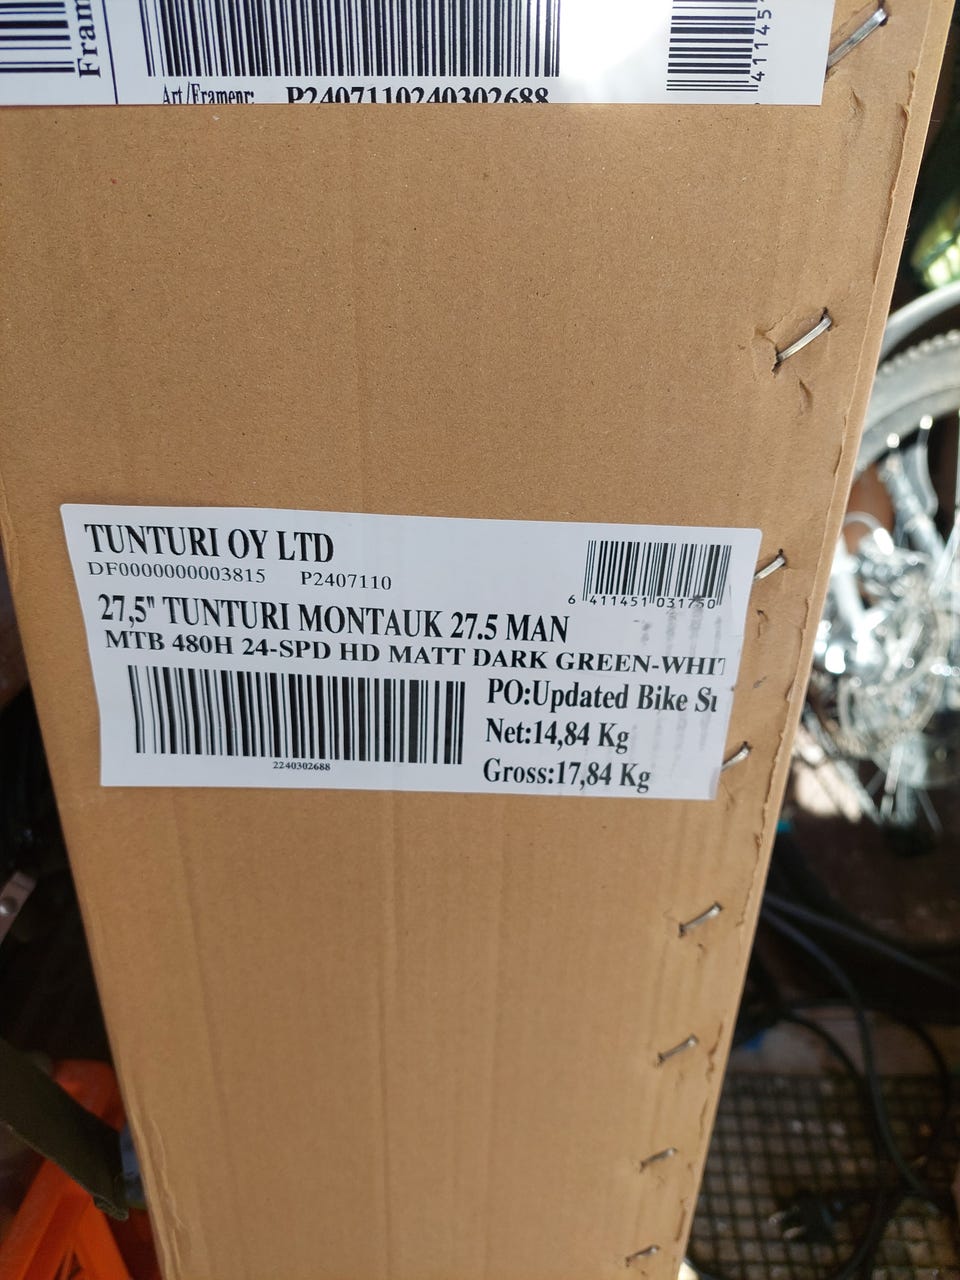 Fram
Art/Framenr: P2407110240302688
411451
TUNTURI OY LTD
DF0000000003815 P2407110
6 411451 031750
27,5" TUNTURI MONTAUK 27.5 MAN
MTB 480H 24-SPD HD MATT DARK GREEN-WHIT
PO:Updated Bike Su
Net:14,84 Kg
2240302688
Gross:17,84 Kg